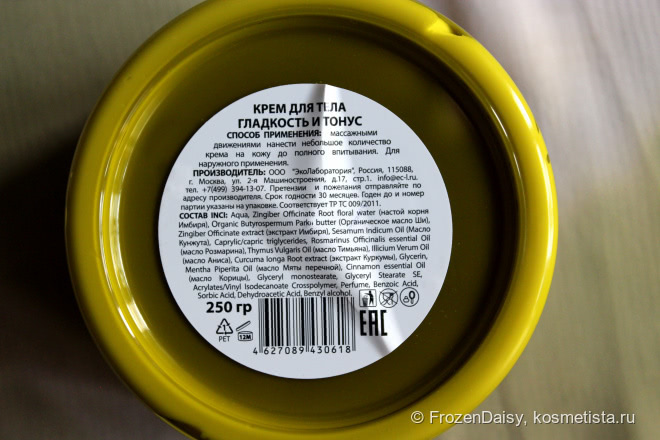 КРЕМ ДЛЯ ТЕЛА
ГЛАДКОСТЬ И ТОНУС
СПОСОБ ПРИМЕНЕНИЯ: массажными
движениями нанести небольшое количество
крема на кожу до полного впитывания. Для
наружного применения.
ПРОИЗВОДИТЕЛЬ: ООО "ЭкоЛаборатория", Россия, 115088,
г. Москва, ул. 2-я Машиностроения, д.17, стр.1. info@ec-l.ru.
тел. +7(499) 394-13-07. Претензии и пожелания отправляйте по
адресу производителя. Срок годности 30 месяцев. Годен до и номер
партии указаны на упаковке. Соответствует ТР ТС 009/2011.
СОСТАВ INCI: Aqua, Zingiber Officinate Root floral water (настой корня
Имбиря), Organic Butyrospermum Parkii butter (Органическое масло Ши),
Zingiber Officinate extract (экстракт Имбиря), Sesamum Indicum Oil (Масло
Кунжута), Caprylic/capric triglycerides, Rosmarinus Officinalis essential Oil
(масло Розмарина), Thymus Vulgaris Oil (масло Тимьяна), Illicium Verum Oil
(масло Аниса), Curcuma longa Root extract (экстракт Куркумы), Glycerin,
Mentha Piperita Oil (масло Мяты перечной), Cinnamon essential Oil
(масло Корицы), Glyceryl monostearate, Glyceryl Stearate SE,
Acrylates/Vinyl Isodecanoate Crosspolymer, Perfume, Benzoic Acid,
Sorbic Acid, Dehydroacetic Acid, Benzyl alcohol.
250 гр
PET
12M
4 627089 430618
EAC
© FrozenDaisy, kosmetista.ru